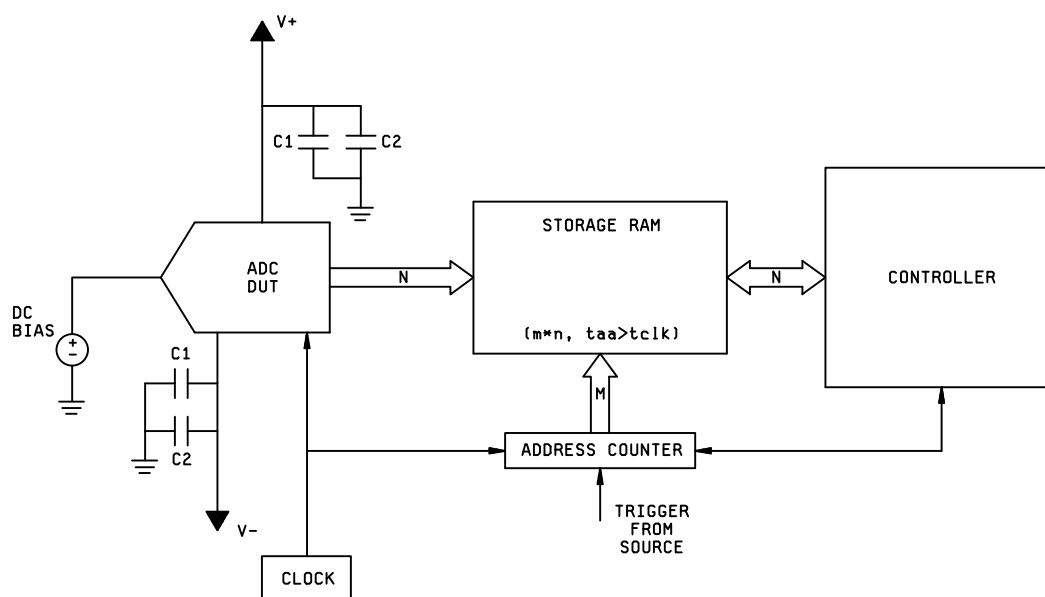 V+
C1
C2
STORAGE RAM
ADC
DUT
N
N
CONTROLLER
DC
BIAS
+
-
(m*n, taa>tclk)
C1
M
C2
ADDRESS COUNTER
V-
TRIGGER
FROM
SOURCE
CLOCK